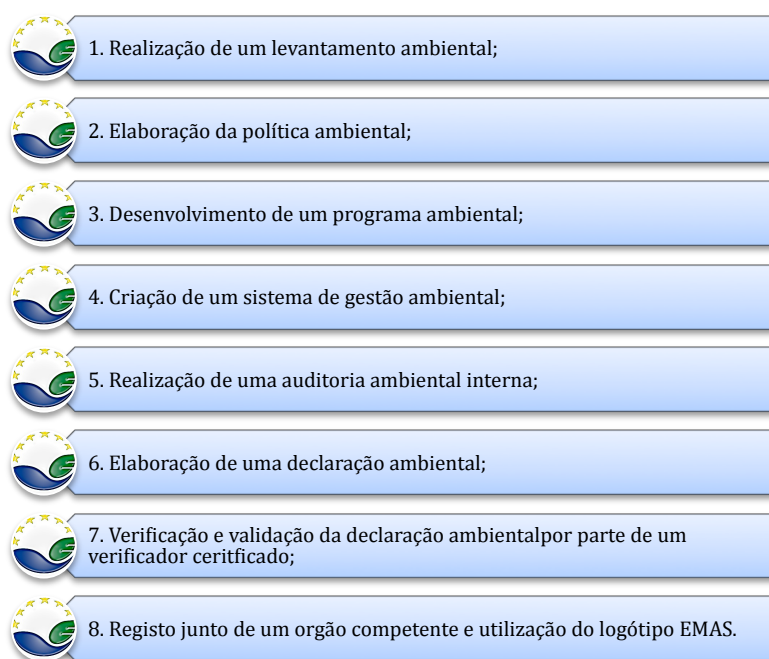 1. Realização de um levantamento ambiental;
2. Elaboração da política ambiental;
3. Desenvolvimento de um programa ambiental;
4. Criação de um sistema de gestão ambiental;
5. Realização de uma auditoria ambiental interna;
6. Elaboração de uma declaração ambiental;
7. Verificação e validação da declaração ambientalpor parte de um
verificador ceritficado;
8. Registo junto de um orgão competente e utilização do logótipo EMAS.